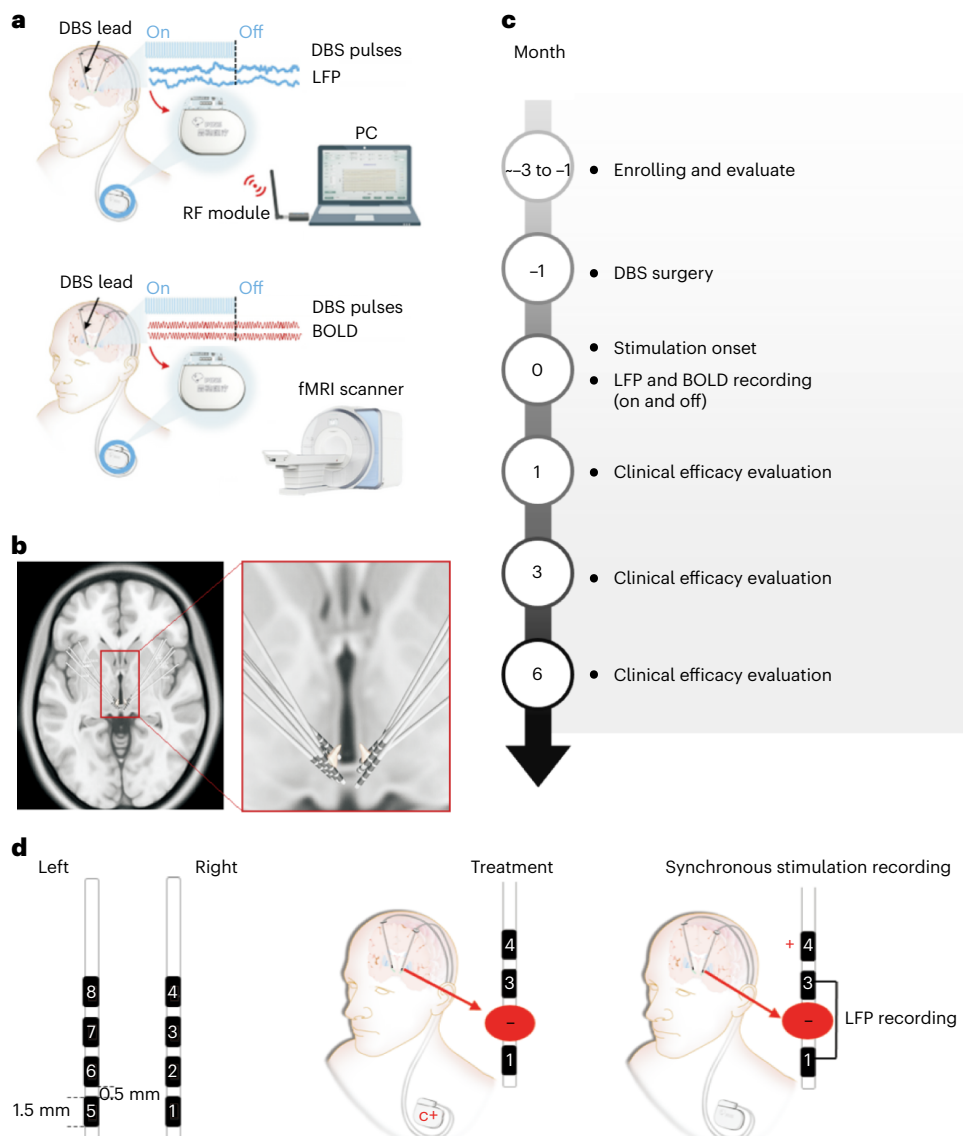 a
DBS lead
On
Off
DBS pulses
LFP
PC
RF module
DBS lead
On
Off
DBS pulses
BOLD
fMRI scanner
b
c
Month
~–3 to –1
• Enrolling and evaluate
–1
• DBS surgery
0
• Stimulation onset
• LFP and BOLD recording
(on and off)
1
• Clinical efficacy evaluation
3
• Clinical efficacy evaluation
6
• Clinical efficacy evaluation
d
Left
Right
8
7
6
5
4
3
2
1
0.5 mm
1.5 mm
Treatment
4
3
–
1
C+
Synchronous stimulation recording
+
4
3
–
1
LFP recording